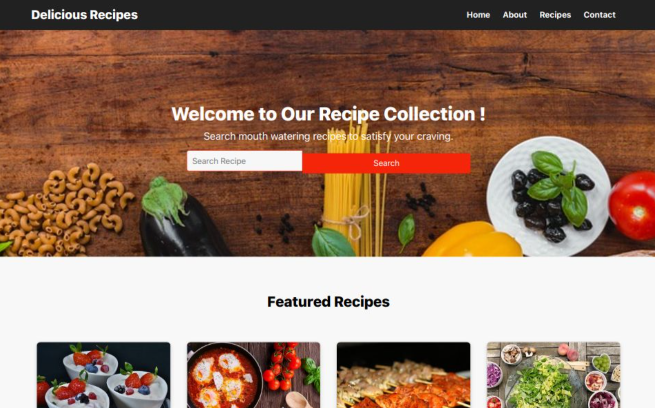 Delicious Recipes
Home About Recipes Contact
Welcome to Our Recipe Collection !
Search mouth watering recipes to satisfy your craving.
Search Recipe Search
Featured Recipes